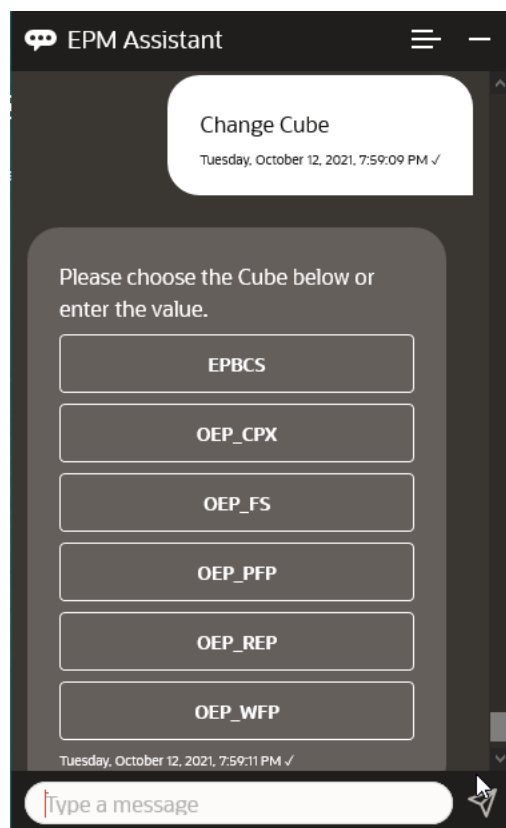 EPM Assistant
Change Cube
Tuesday, October 12, 2021, 7:59:09 PM ✓
Please choose the Cube below or
enter the value.
EPBCS
OEP_CPX
OEP_FS
OEP_PFP
OEP_REP
OEP_WFP
Tuesday, October 12, 2021, 7:59:11 PM ✓
Type a message